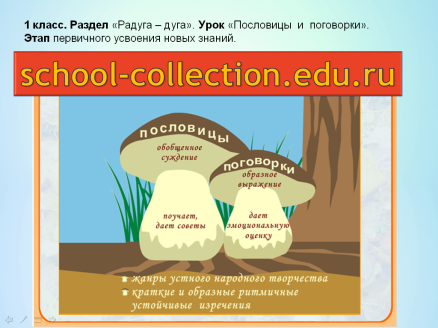 1 класс. Раздел «Радуга – дуга». Урок «Пословицы и поговорки».
Этап первичного усвоения новых знаний.
school-collection.edu.ru
пословицы
обобщенное
суждение
поучает,
дает советы
поговорки
образное
выражение
дает
эмоциональную
оценку
жанры устного народного творчества
краткие и образные ритмичные
устойчивые изречения